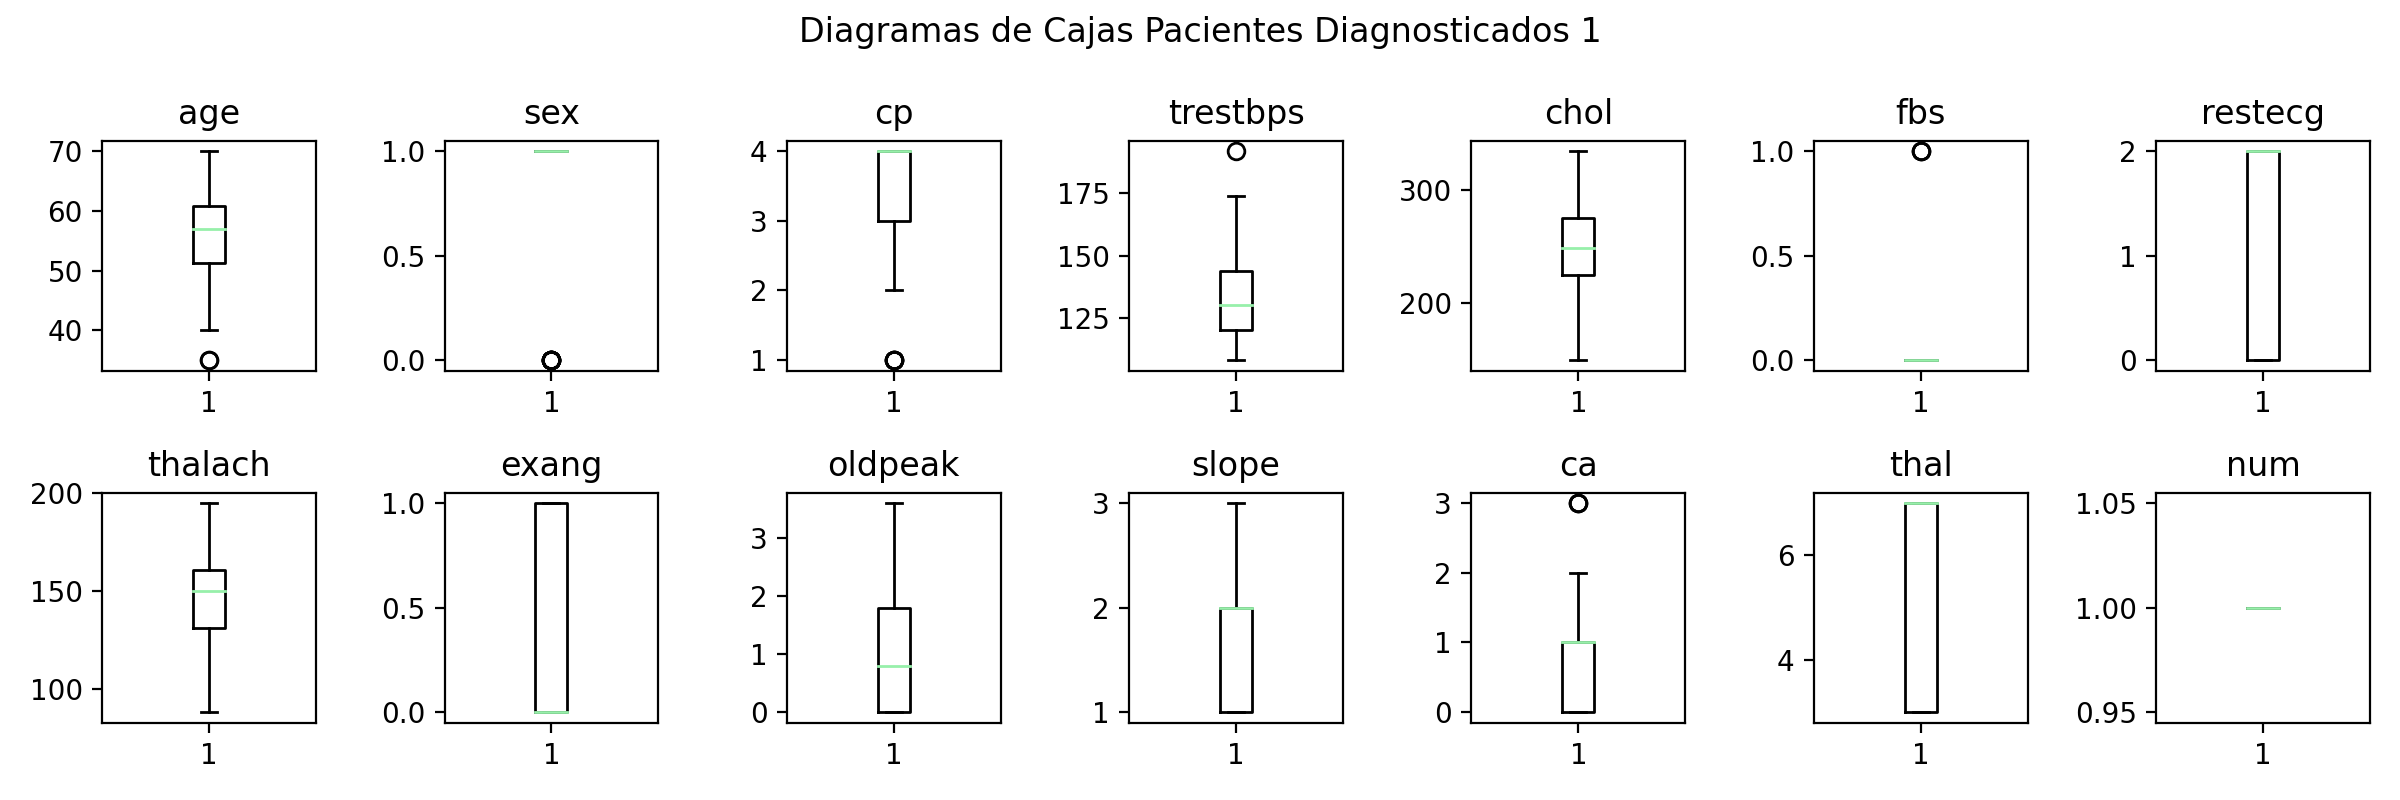 Diagramas de Cajas Pacientes Diagnosticados 1
age sex cp trestbps chol fbs restecg
70 60 50 40 1
1.0 0.5 0.0 1
4 3 2 1 1
175 150 125 1
300 200 1
1.0 0.5 0.0 1
2 1 0 1
thalach exang oldpeak slope ca thal num
200 150 100 1
1.0 0.5 0.0 1
3 2 1 0 1
3 2 1 1
3 2 1 0 1
6 4 1
1.05 1.00 0.95 1